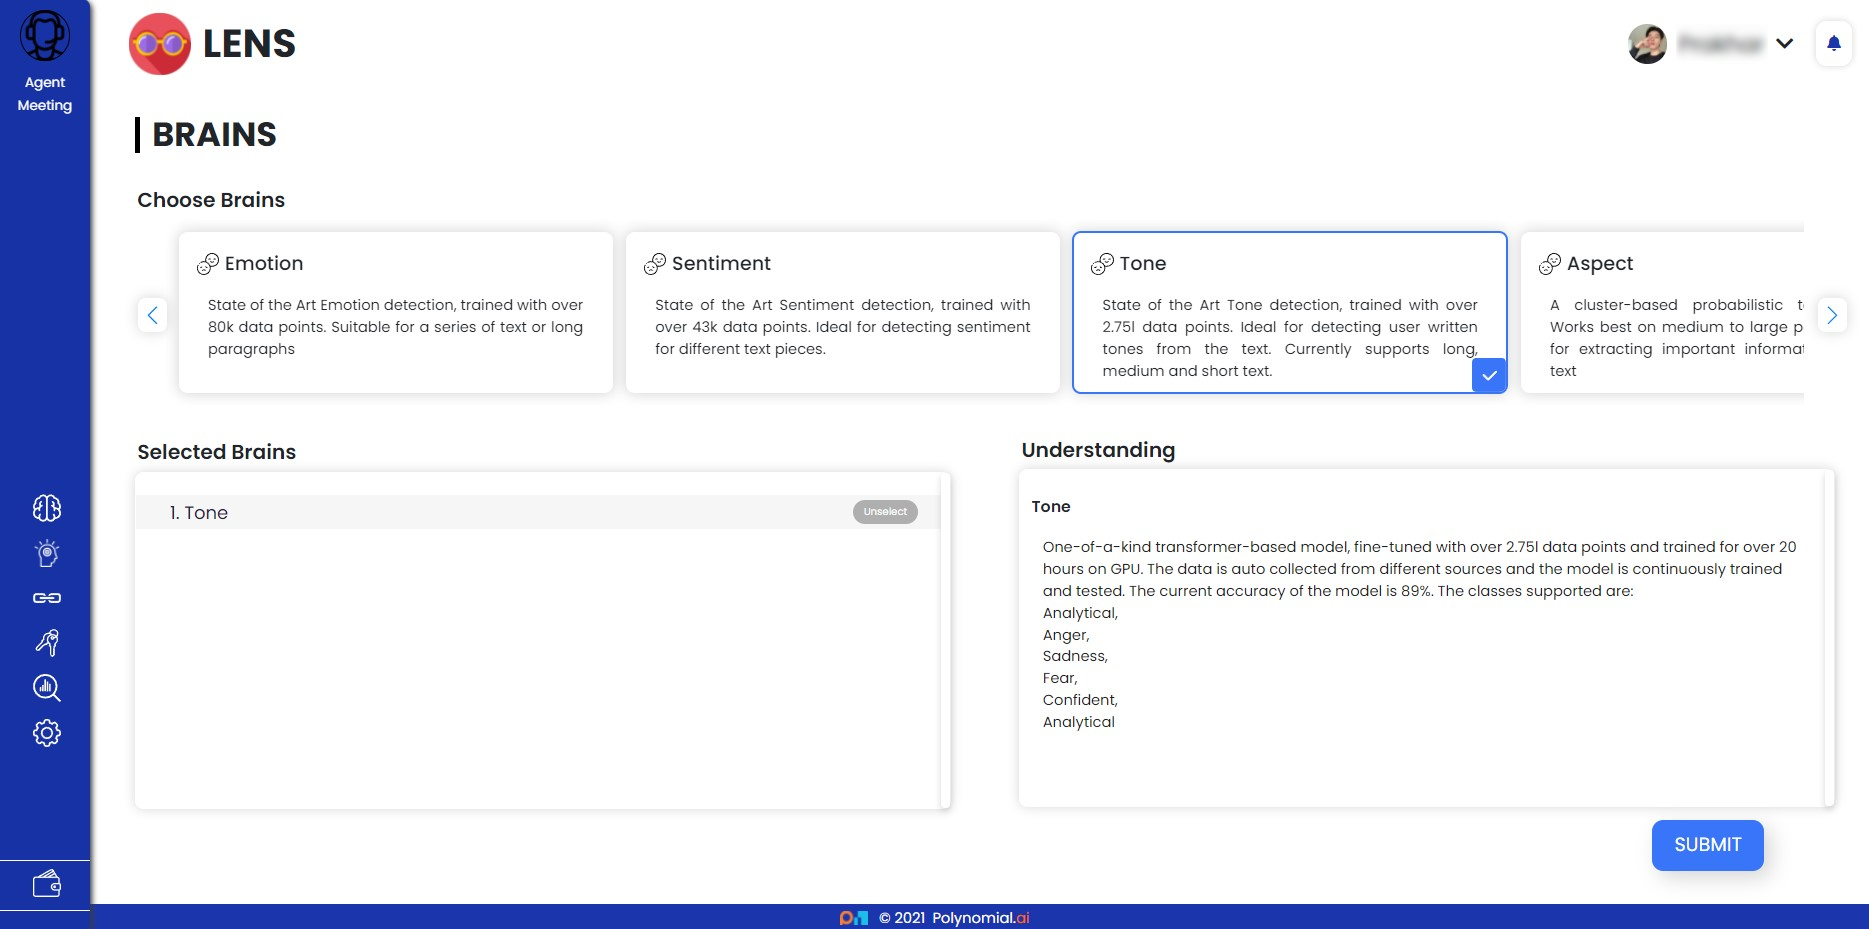 Agent
Meeting
LENS
BRAINS
Choose Brains
Emotion
State of the Art Emotion detection, trained with over
80k data points. Suitable for a series of text or long
paragraphs
Sentiment
State of the Art Sentiment detection, trained with
over 43k data points. Ideal for detecting sentiment
for different text pieces.
Tone
State of the Art Tone detection, trained with over
2.75l data points. Ideal for detecting user written
tones from the text. Currently supports long,
medium and short text.
Aspect
A cluster-based probabilistic
Works best on medium to large
for extracting important
text
Selected Brains
1. Tone
Unselect
Understanding
Tone
One-of-a-kind transformer-based model, fine-tuned with over 2.75l data points and trained for over 20
hours on GPU. The data is auto collected from different sources and the model is continuously trained
and tested. The current accuracy of the model is 89%. The classes supported are:
Analytical,
Anger,
Sadness,
Fear,
Confident,
Analytical
SUBMIT
© 2021 Polynomial.ai